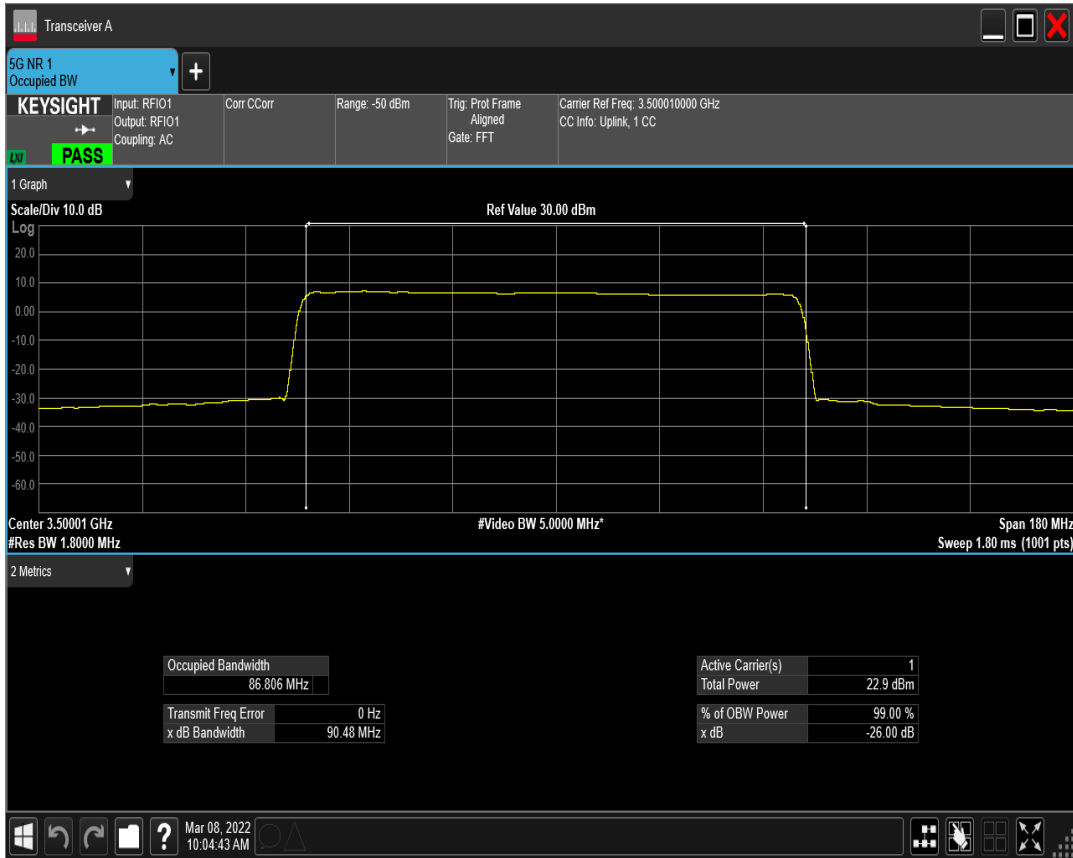 Transceiver A
5G NR 1
Occupied BW
KEYSIGHT
LXI
PASS
Input: RFIO1
Output: RFIO1
Coupling: AC
Corr CCorr
Range: -50 dBm
Trig: Prot Frame
Aligned
Gate: FFT
Carrier Ref Freq: 3.500010000 GHz
CC Info: Uplink, 1 CC
1 Graph
Scale/Div 10.0 dB
Ref Value 30.00 dBm
Log
20.0
10.0
0.00
-10.0
-20.0
-30.0
-40.0
-50.0
-60.0
Center 3.50001 GHz
#Video BW 5.0000 MHz*
Span 180 MHz
#Res BW 1.8000 MHz
Sweep 1.80 ms (1001 pts)
2 Metrics
Occupied Bandwidth
86.806 MHz
Transmit Freq Error 0 Hz
x dB Bandwidth 90.48 MHz
Active Carrier(s) 1
Total Power 22.9 dBm
% of OBW Power 99.00 %
x dB -26.00 dB
Mar 08, 2022
10:04:43 AM